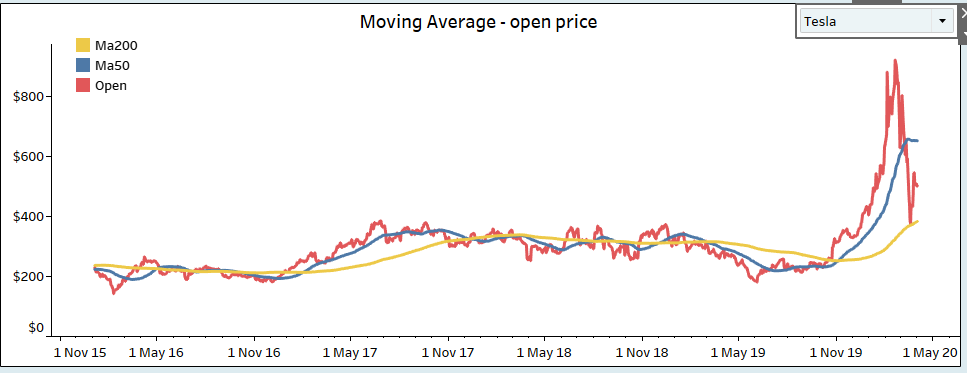 Moving Average - open price
Tesla
Ma200
Ma50
Open
$800
$600
$400
$200
$0
1 Nov 15 1 May 16 1 Nov 16 1 May 17 1 Nov 17 1 May 18 1 Nov 18 1 May 19 1 Nov 19 1 May 20